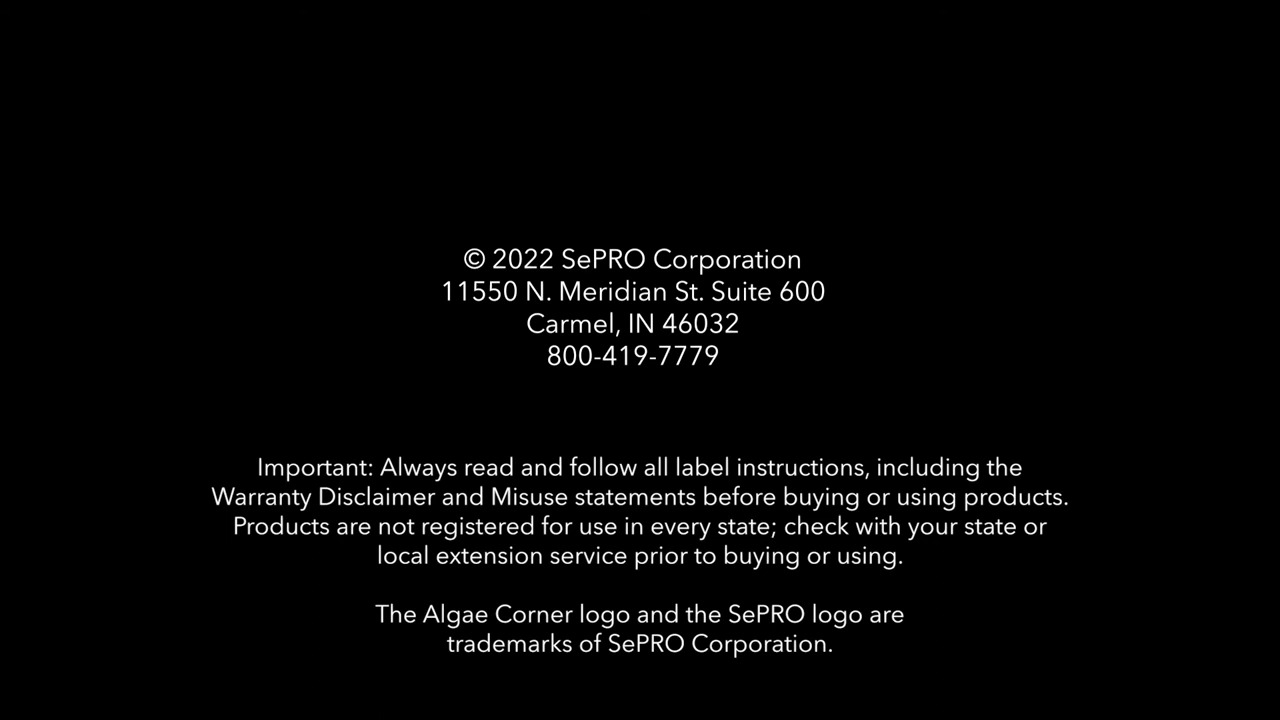 © 2022 SePRO Corporation
11550 N. Meridian St. Suite 600
Carmel, IN 46032
800-419-7779
Important: Always read and follow all label instructions, including the
Warranty Disclaimer and Misuse statements before buying or using products.
Products are not registered for use in every state; check with your state or
local extension service prior to buying or using.
The Algae Corner logo and the SePRO logo are
trademarks of SePRO Corporation.